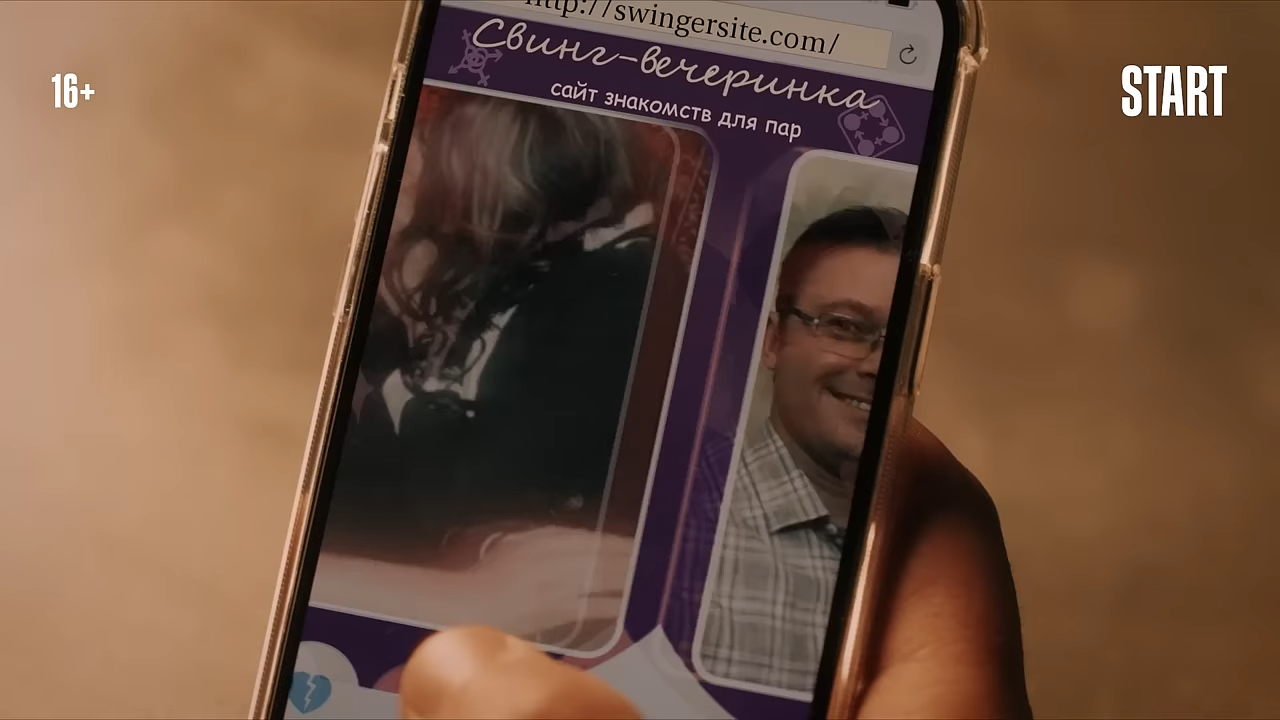 http://swingersite.com/
Свинг-вечеринка
сайт знакомств для пар
16+
START